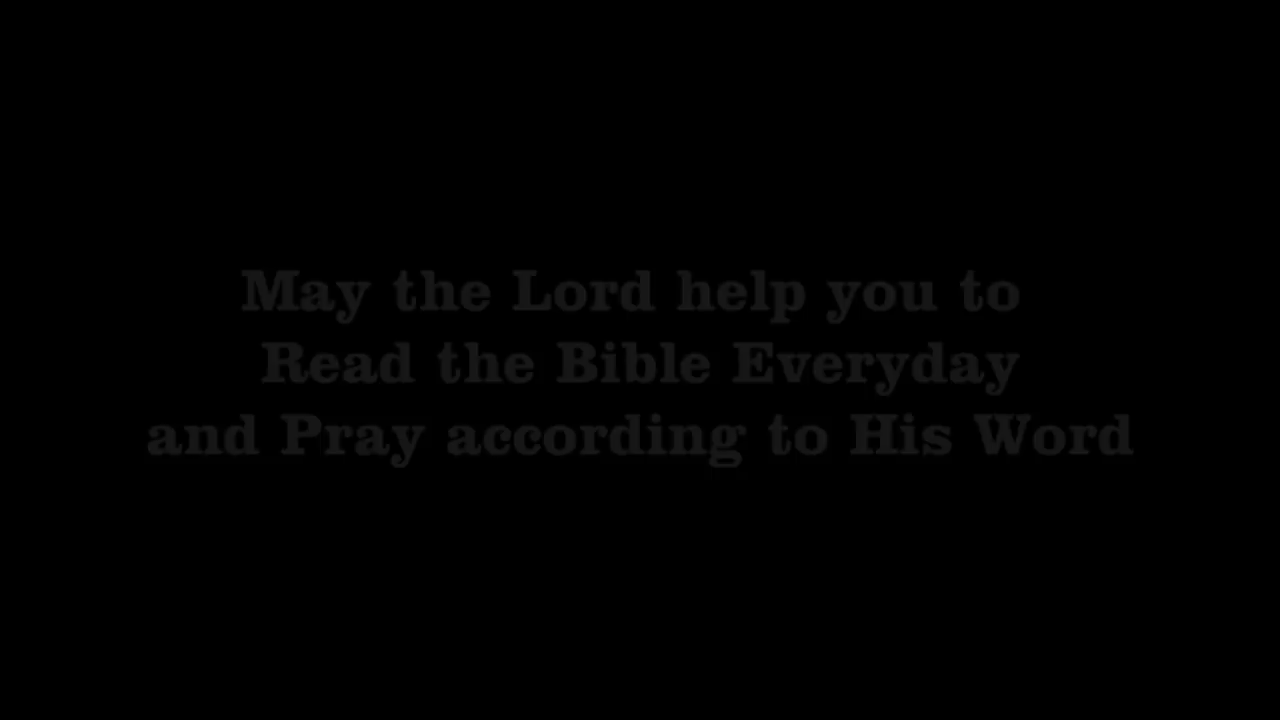 May the Lord help you to
Read the Bible Everyday
and Pray according to His Word